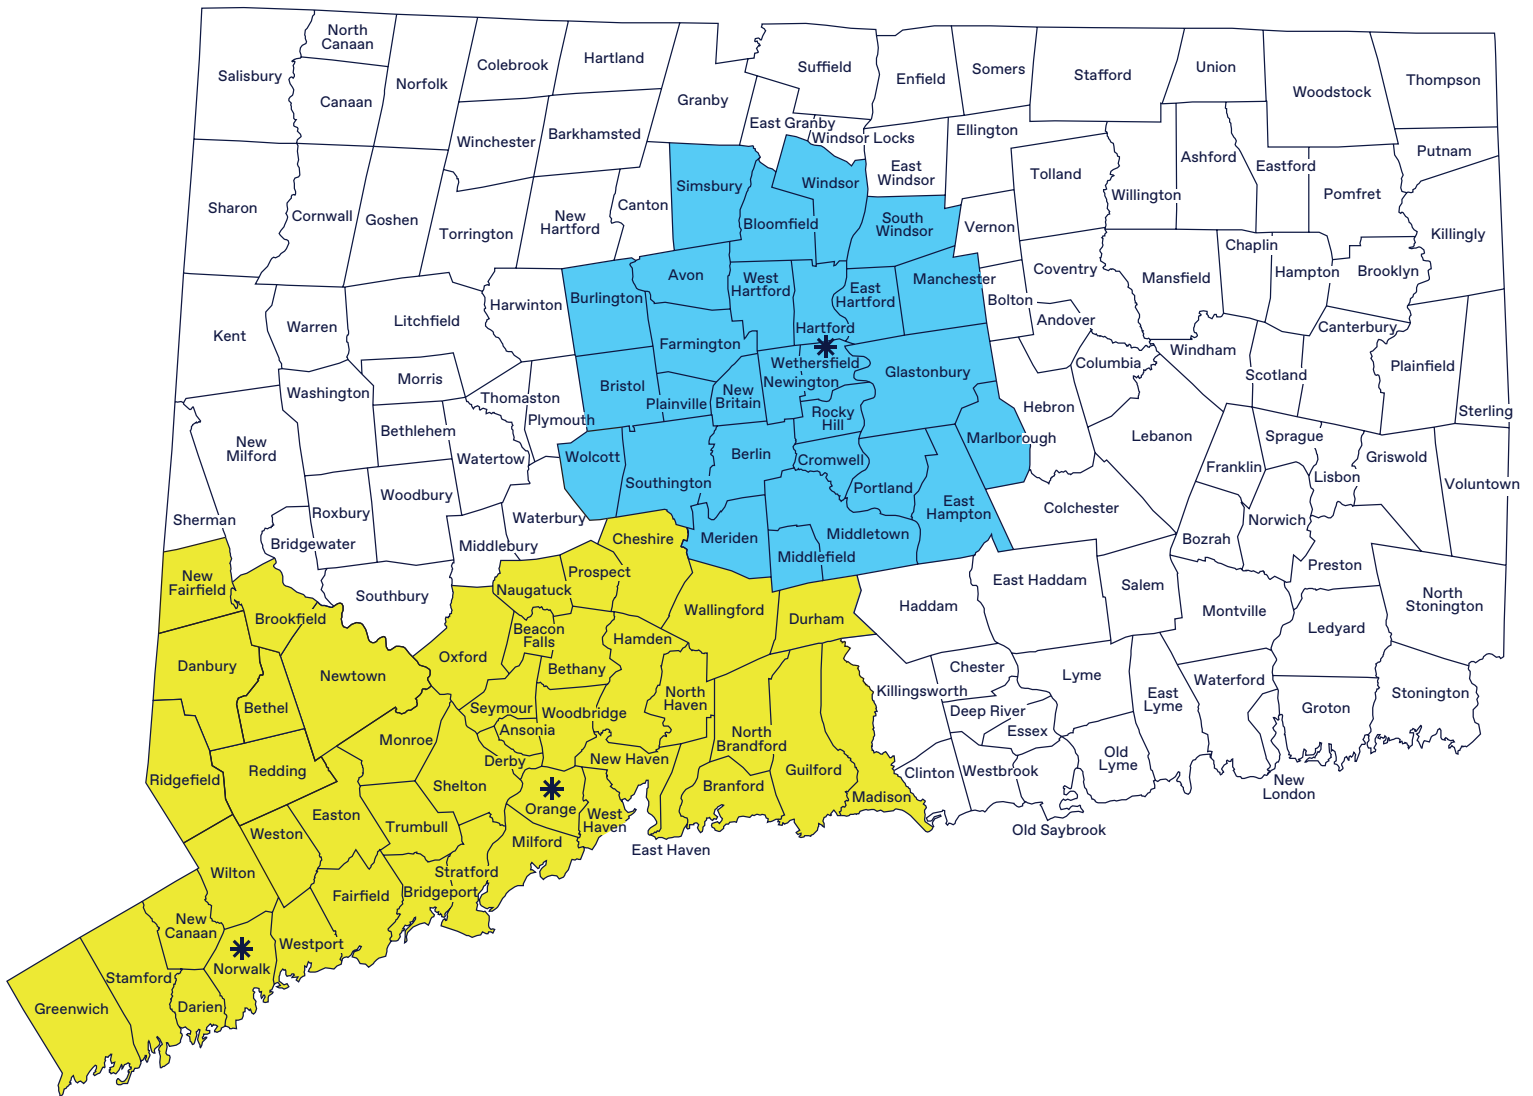 North
Canaan
Salisbury
Canaan
Norfolk
Colebrook
Hartland
Granby
Suffield
Enfield
Somers
Stafford
Union
Woodstock
Thompson
Winchester
Barkhamsted
East Granby
Windsor Locks
East
Windsor
Ellington
Tolland
Willington
Ashford
Eastford
Pomfret
Putnam
Killingly
Sharon
Cornwall
Goshen
Torrington
New
Hartford
Canton
Simsbury
Bloomfield
Windsor
South
Windsor
Vernon
Coventry
Mansfield
Chaplin
Hampton
Brooklyn
Kent
Warren
Litchfield
Harwinton
Burlington
Avon
West
Hartford
East
Hartford
Manchester
Bolton
Andover
Hartford
Farmington
Columbia
Windham
Scotland
Canterbury
Plainfield
Sterling
Washington
Morris
Thomaston
Plymouth
Bristol
Plainville
New
Britain
Newington
Wethersfield
Rocky
Hill
Glastonbury
Hebron
Marlborough
Lebanon
Franklin
Sprague
Lisbon
Griswold
Voluntown
New
Milford
Bethlehem
Watertow
Woodbury
Roxbury
Bridgewater
Sherman
Wolcott
Southington
Berlin
Cromwell
Portland
East
Hampton
Colchester
Bozrah
Norwich
Preston
North
Stonington
Waterbury
Middlebury
Southbury
Cheshire
Meriden
Middletown
Middlefield
New
Fairfield
Brookfield
Naugatuck
Prospect
Wallingford
Durham
Haddam
East Haddam
Salem
Montville
Ledyard
Danbury
Bethel
Newtown
Oxford
Beacon
Falls
Bethany
Hamden
North
Haven
Killingsworth
Chester
Deep River
Essex
Lyme
East
Lyme
Waterford
Groton
Stonington
Seymour
Ansonia
Woodbridge
Derby
New Haven
North
Brandford
Guilford
Madison
Clinton
Westbrook
Old
Lyme
New
London
Old Saybrook
Ridgefield
Redding
Monroe
Shelton
Orange
West
Haven
Branford
East Haven
Milford
Easton
Trumbull
Weston
Wilton
Fairfield
Stratford
Bridgeport
Westport
New
Canaan
Norwalk
Darien
Stamford
Greenwich